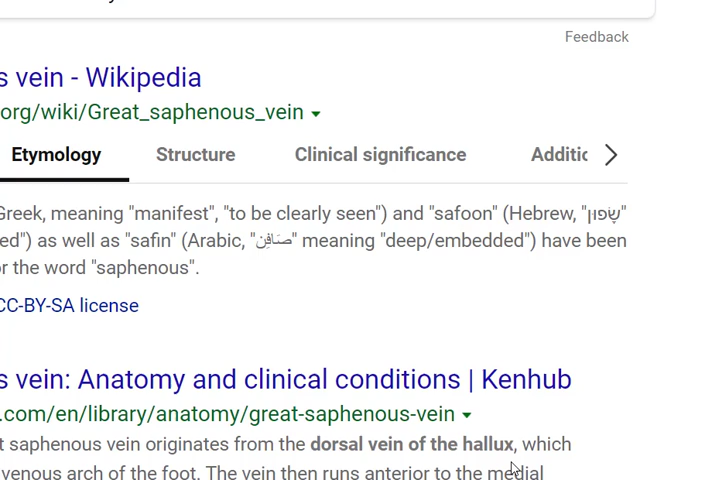 Feedback
s vein - Wikipedia
org/wiki/Great_saphenous_vein
Etymology Structure Clinical significance Additic
Greek, meaning "manifest", "to be clearly seen") and "safoon" (Hebrew, "שָׂפוּן"
ed") as well as "safin" (Arabic, "صَافِن" meaning "deep/embedded") have been
or the word "saphenous".
CC-BY-SA license
s vein: Anatomy and clinical conditions | Kenhub
.com/en/library/anatomy/great-saphenous-vein
t saphenous vein originates from the dorsal vein of the hallux, which
venous arch of the foot. The vein then runs anterior to the medial